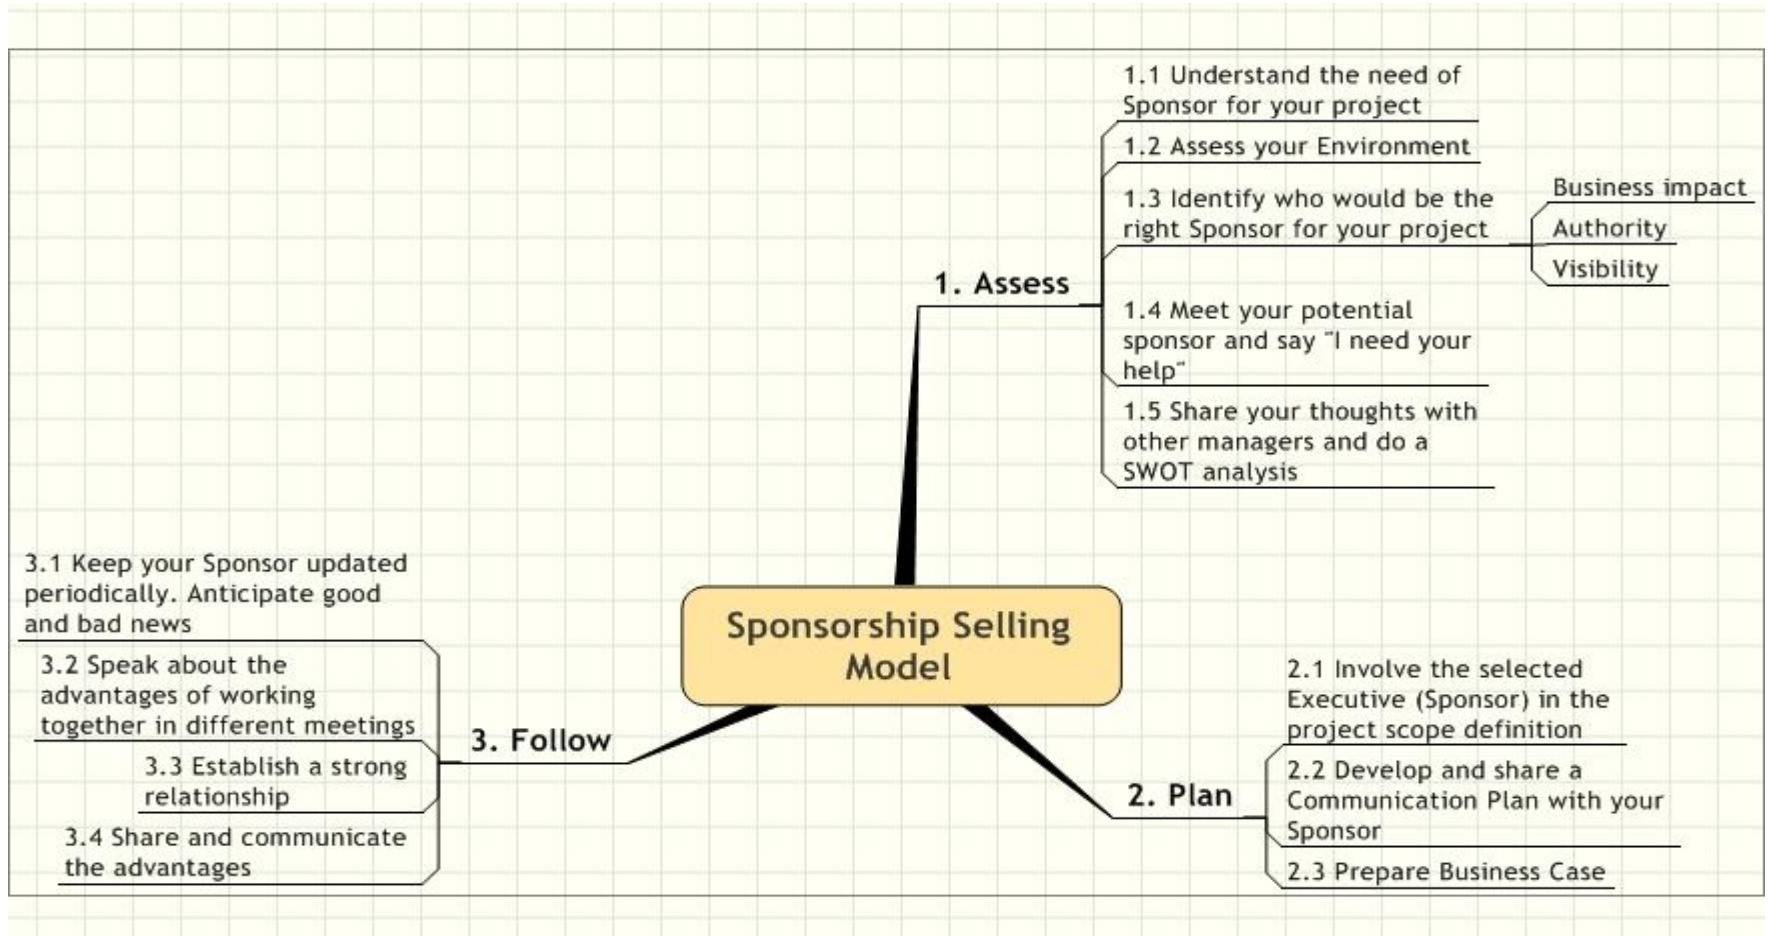 Sponsorship Selling
Model
1. Assess
1.1 Understand the need of
Sponsor for your project
1.2 Assess your Environment
1.3 Identify who would be the
right Sponsor for your project
Business impact
Authority
Visibility
1.4 Meet your potential
sponsor and say "I need your
help"
1.5 Share your thoughts with
other managers and do a
SWOT analysis
2. Plan
2.1 Involve the selected
Executive (Sponsor) in the
project scope definition
2.2 Develop and share a
Communication Plan with your
Sponsor
2.3 Prepare Business Case
3. Follow
3.1 Keep your Sponsor updated
periodically. Anticipate good
and bad news
3.2 Speak about the
advantages of working
together in different meetings
3.3 Establish a strong
relationship
3.4 Share and communicate
the advantages